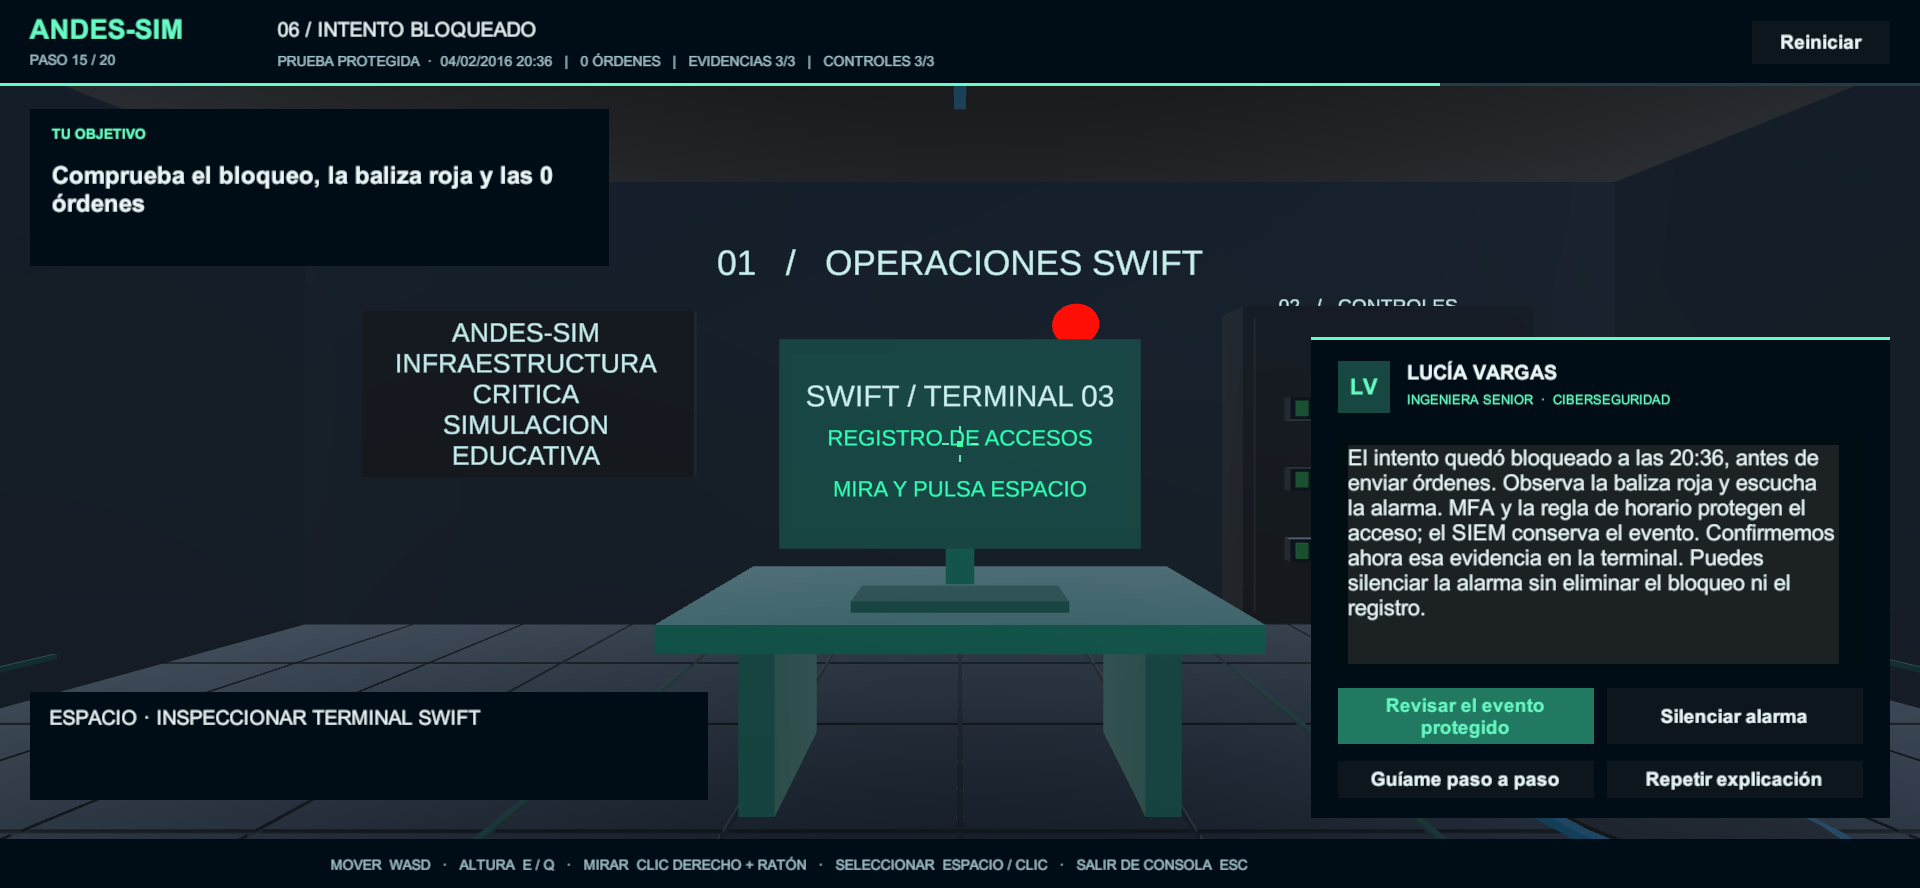 ANDES-SIM
PASO 15 / 20
06 / INTENTO BLOQUEADO
PRUEBA PROTEGIDA · 04/02/2016 20:36 | 0 ÓRDENES | EVIDENCIAS 3/3 | CONTROLES 3/3
Reiniciar
TU OBJETIVO
Comprueba el bloqueo, la baliza roja y las 0
órdenes
01 / OPERACIONES SWIFT
02 / CONTROLES
ANDES-SIM
INFRAESTRUCTURA
CRITICA
SIMULACION
EDUCATIVA
SWIFT / TERMINAL 03
REGISTRO DE ACCESOS
MIRA Y PULSA ESPACIO
LV
LUCÍA VARGAS
INGENIERA SENIOR · CIBERSEGURIDAD
El intento quedó bloqueado a las 20:36, antes de
enviar órdenes. Observa la baliza roja y escucha
la alarma. MFA y la regla de horario protegen el
acceso; el SIEM conserva el evento. Confirmemos
ahora esa evidencia en la terminal. Puedes
silenciar la alarma sin eliminar el bloqueo ni el
registro.
Revisar el evento
protegido
Silenciar alarma
Guíame paso a paso
Repetir explicación
ESPACIO · INSPECCIONAR TERMINAL SWIFT
MOVER WASD · ALTURA E / Q · MIRAR CLIC DERECHO + RATÓN · SELECCIONAR ESPACIO / CLIC · SALIR DE CONSOLA ESC